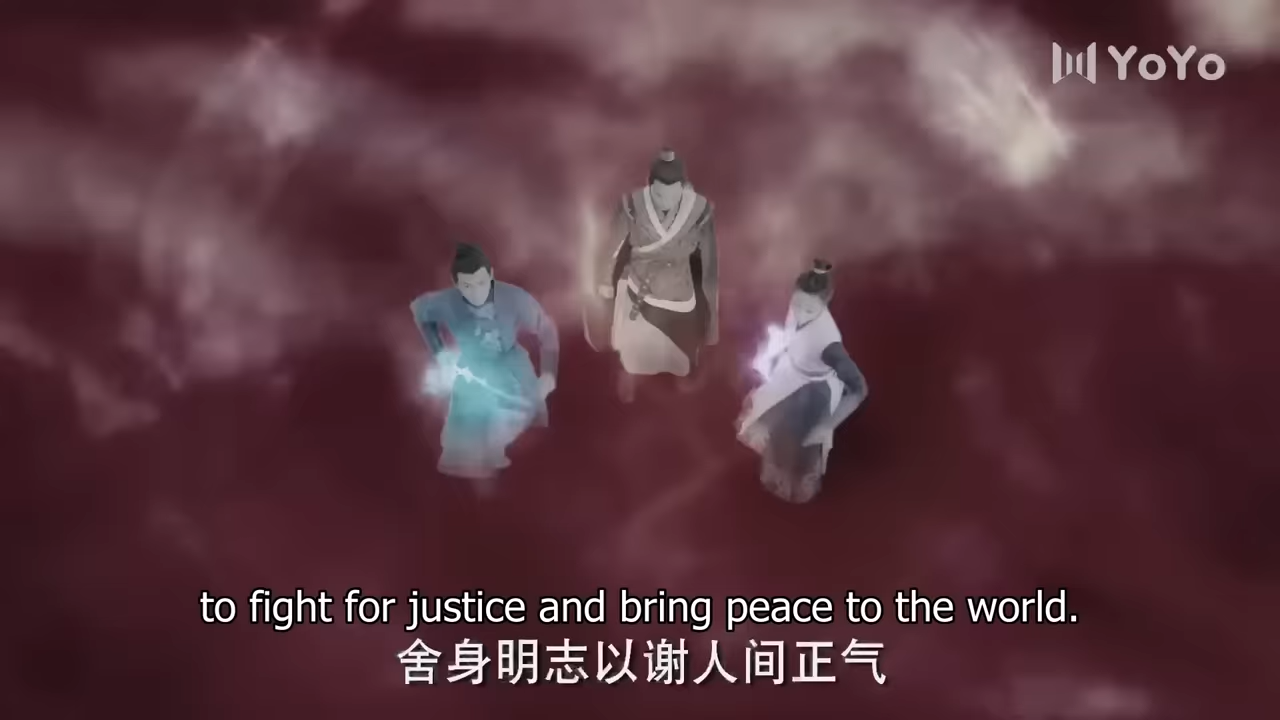 YoYo
to fight for justice and bring peace to the world.
舍身明志以谢人间正气